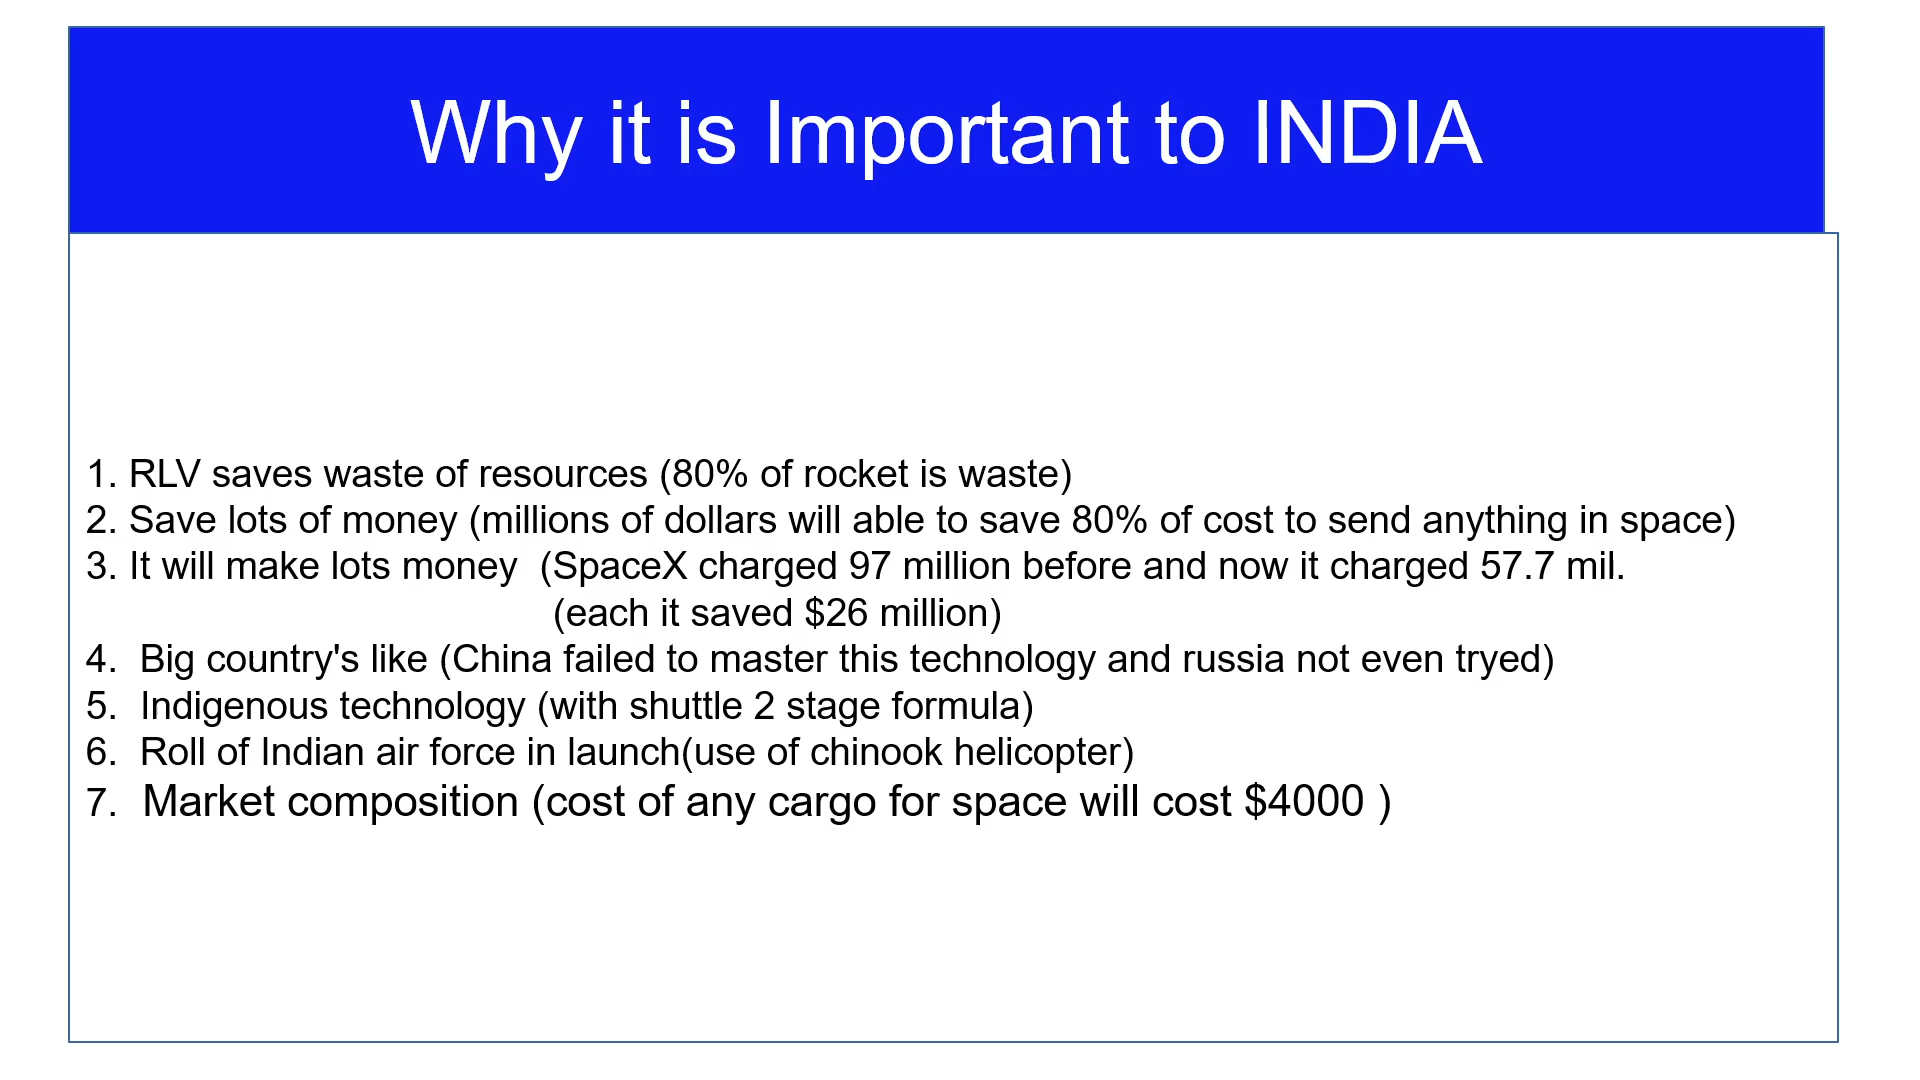 Why it is Important to INDIA
1. RLV saves waste of resources (80% of rocket is waste)
2. Save lots of money (millions of dollars will able to save 80% of cost to send anything in space)
3. It will make lots money  (SpaceX charged 97 million before and now it charged 57.7 mil.
(each it saved $26 million)
4.  Big country's like (China failed to master this technology and russia not even tryed)
5.  Indigenous technology (with shuttle 2 stage formula)
6.  Roll of Indian air force in launch(use of chinook helicopter)
7.  Market composition (cost of any cargo for space will cost $4000 )